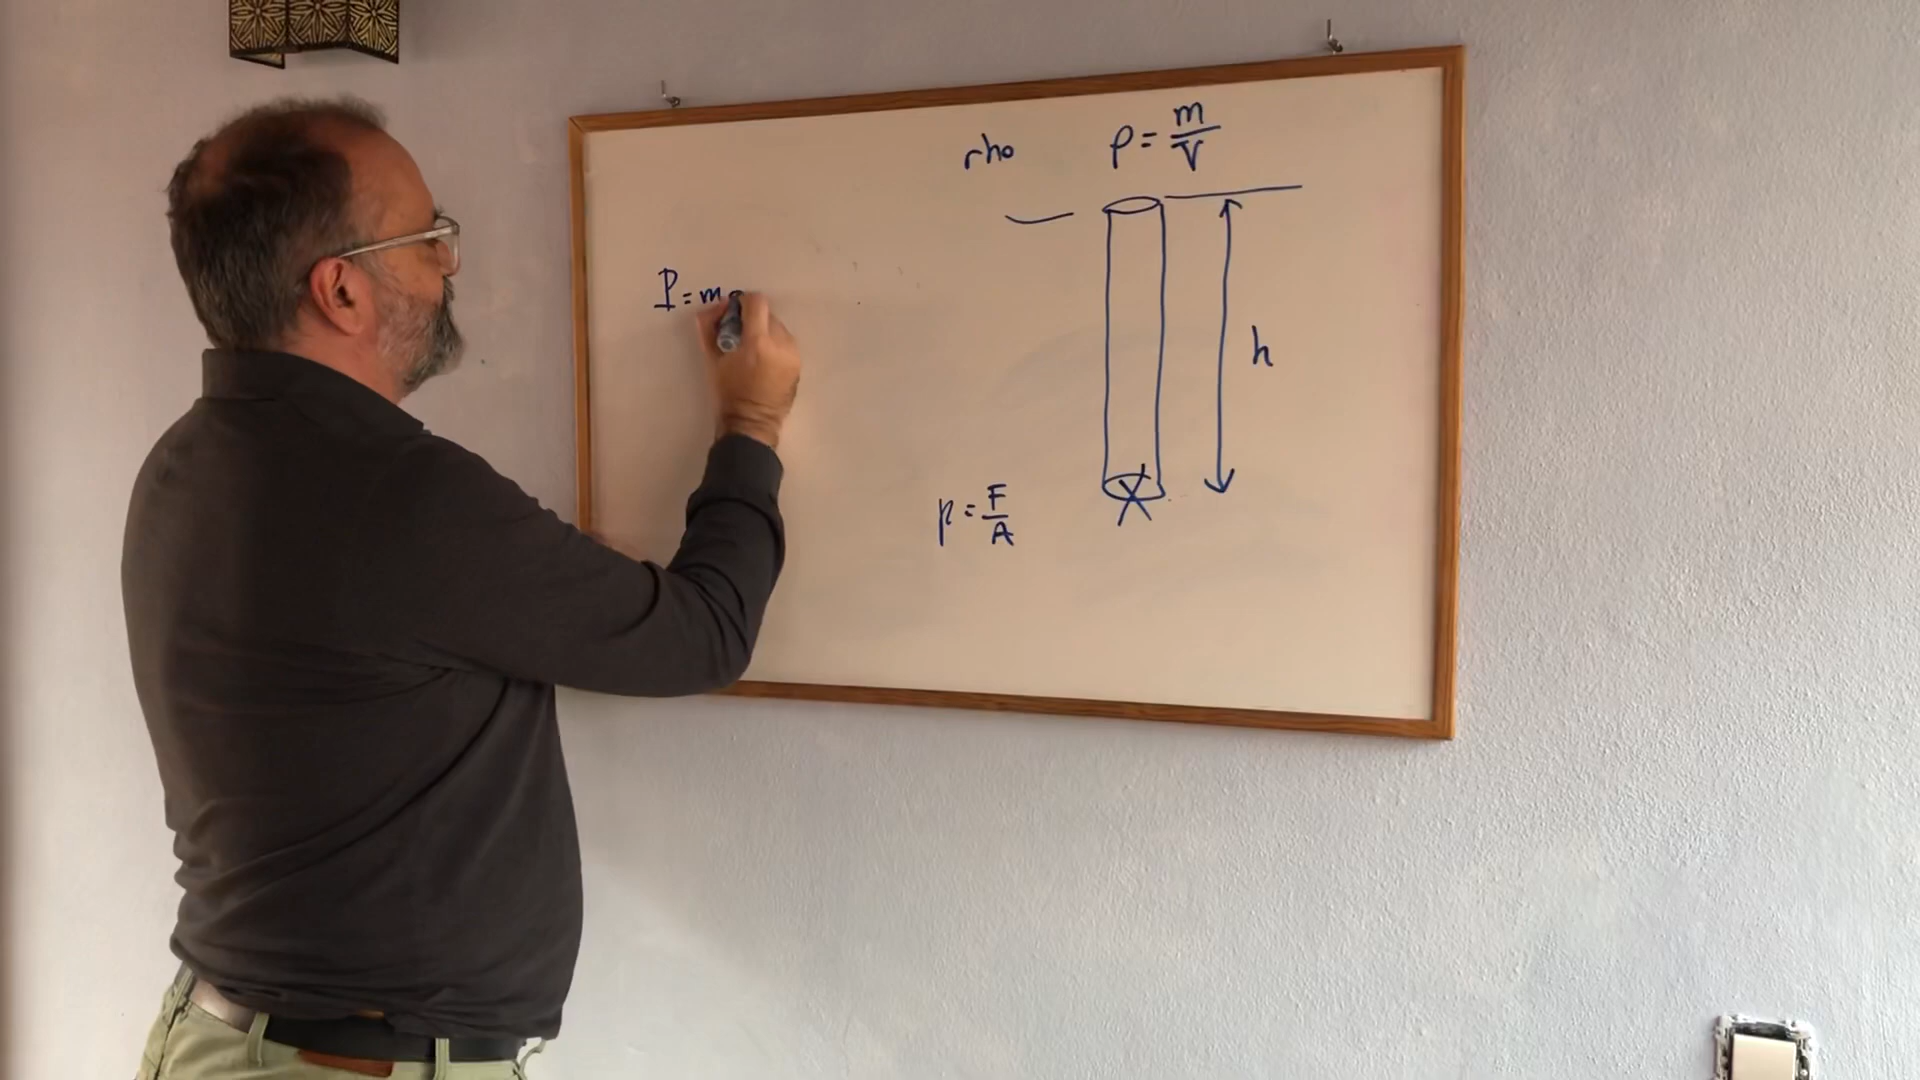 rho ρ = m/V
P = m
h
p = F/A